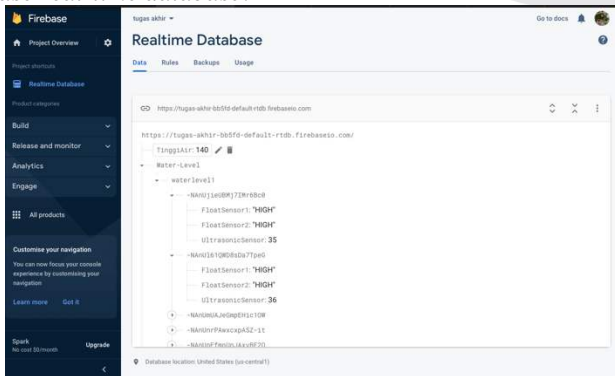 Firebase
Project Overview
Project shortcuts
Realtime Database
Product categories
Build
Release and monitor
Analytics
Engage
All products
Customise your navigation
You can now focus your console
experience by customising your
navigation
Learn more Got it
Spark
No cost $0/month
Upgrade
tugas akhir
Go to docs
Realtime Database
Data Rules Backups Usage
https://tugas-akhir-bb5fd-default-rtdb.firebaseio.com
https://tugas-akhir-bb5fd-default-rtdb.firebaseio.com/
TinggiAir: 140
Water-Level
waterlevel1
FloatSensor1: "HIGH"
FloatSensor2: "HIGH"
UltrasonicSensor: 35
FloatSensor1: "HIGH"
FloatSensor2: "HIGH"
UltrasonicSensor: 36
Database location: United States (us-central1)